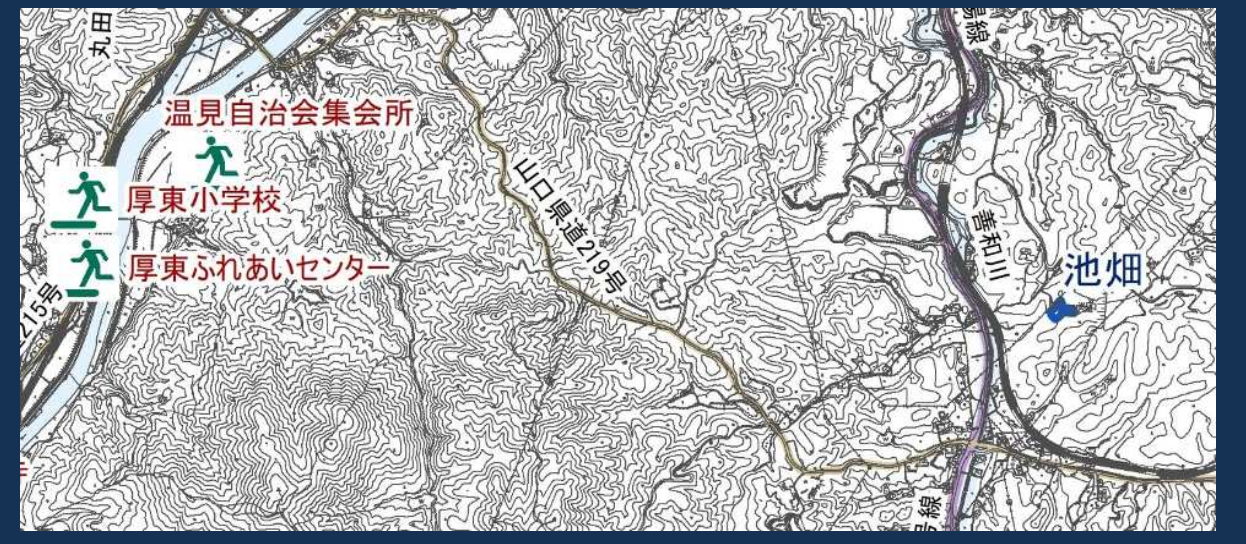 丸田
温見自治会集会所
厚東小学校
厚東ふれあいセンター
215号
山口県道219号
善和川
池畑
号線